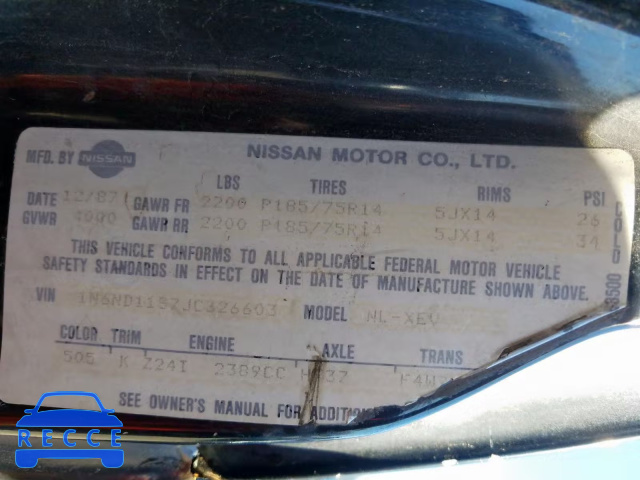 MFD. BY NISSAN NISSAN MOTOR CO., LTD.
LBS TIRES RIMS PSI
DATE 12/87 GAWR FR 2200 P185/75R14 5JX14 26
GVWR 4000 GAWR RR 2200 P185/75R14 5JX14 34
COLD
THIS VEHICLE CONFORMS TO ALL APPLICABLE FEDERAL MOTOR VEHICLE
SAFETY STANDARDS IN EFFECT ON THE DATE OF MANUFACTURE SHOWN ABOVE.
VIN 1N6ND11S7JC326603 MODEL NL-XEV
COLOR TRIM ENGINE AXLE TRANS
505 K Z24I 2389CC
SEE OWNER'S MANUAL FOR
RECCE